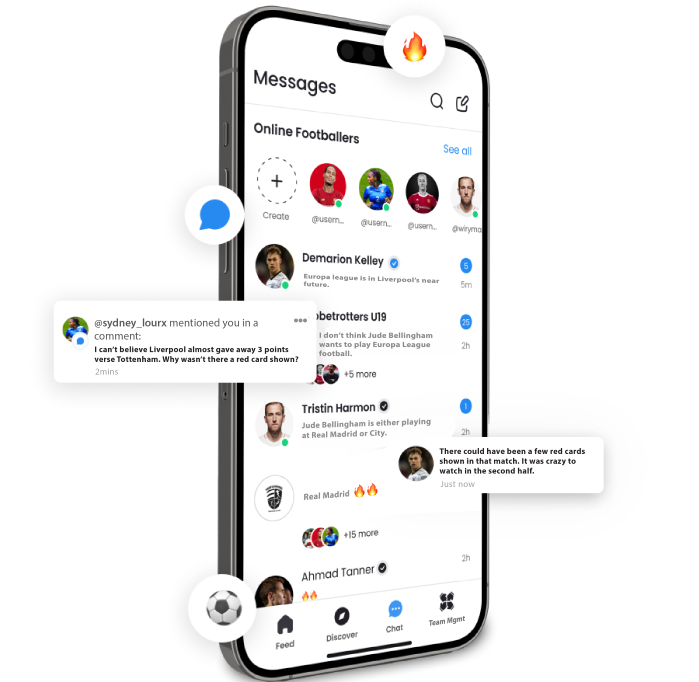 Messages
Online Footballers
See all
Create
@usern...
@usern...
@usern...
@wiryma
Demarion Kelley
5
Europa league is in Liverpool's near
future.
5m
@sydney_lourx mentioned you in a
comment:
I can't believe Liverpool almost gave away 3 points
verse Tottenham. Why wasn't there a red card shown?
2mins
obetrotters U19
25
I don't think Jude Bellingham
wants to play Europa League
football.
2h
+5 more
Tristin Harmon
1
Jude Bellingham is either playing
at Real Madrid or City.
2h
There could have been a few red cards
shown in that match. It was crazy to
watch in the second half.
Just now
Real Madrid 🔥🔥
+15 more
Ahmad Tanner
2h
🔥🔥
Feed
Discover
Chat
Team Mgmt